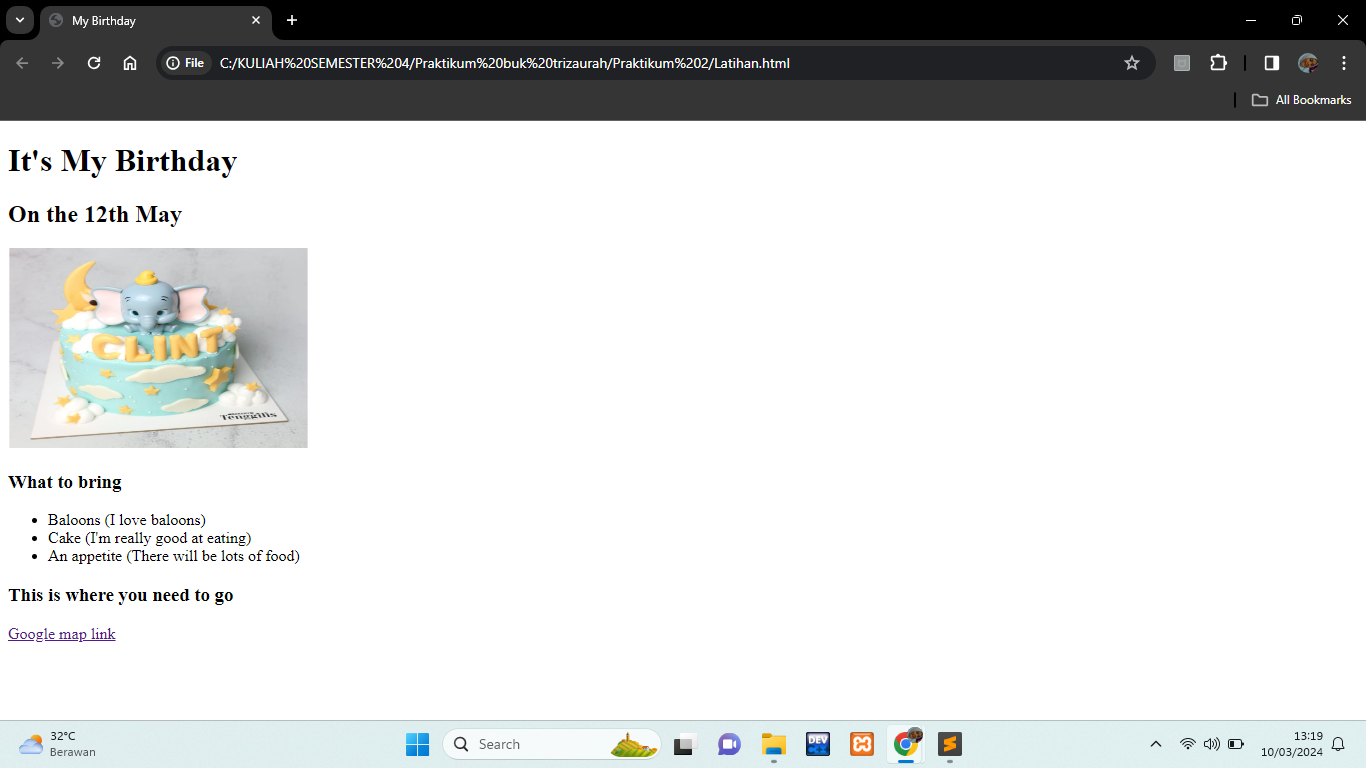 My Birthday
File
C:/KULIAH%20SEMESTER%204/Praktikum%20buk%20trizaurah/Praktikum%202/Latihan.html
All Bookmarks
It's My Birthday
On the 12th May
CLINT
Tenggilis
What to bring
Baloons (I love baloons)
Cake (I'm really good at eating)
An appetite (There will be lots of food)
This is where you need to go
Google map link
32°C
Berawan
Search
DEV
13:19
10/03/2024